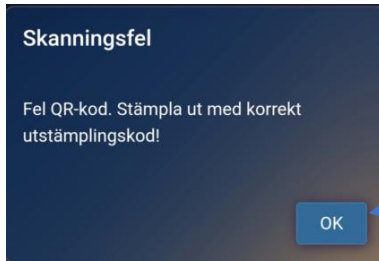 Skanningsfel
Fel QR-kod. Stämpla ut med korrekt
utstämplingskod!
OK